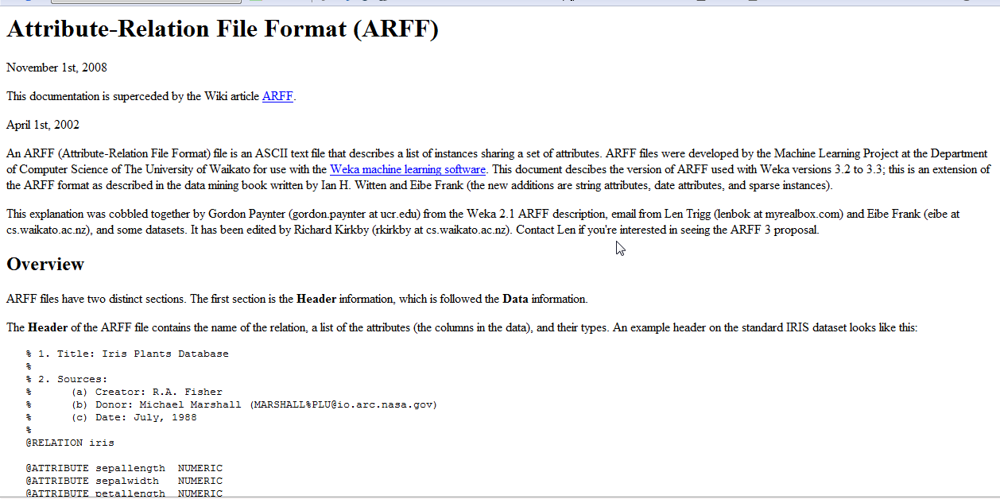 Attribute-Relation File Format (ARFF)
November 1st, 2008
This documentation is superceded by the Wiki article ARFF.
April 1st, 2002
An ARFF (Attribute-Relation File Format) file is an ASCII text file that describes a list of instances sharing a set of attributes. ARFF files were developed by the Machine Learning Project at the Department
of Computer Science of The University of Waikato for use with the Weka machine learning software. This document descibes the version of ARFF used with Weka versions 3.2 to 3.3; this is an extension of
the ARFF format as described in the data mining book written by Ian H. Witten and Eibe Frank (the new additions are string attributes, date attributes, and sparse instances).
This explanation was cobbled together by Gordon Paynter (gordon.paynter at ucr.edu) from the Weka 2.1 ARFF description, email from Len Trigg (lenbok at myrealbox.com) and Eibe Frank (eibe at
cs.waikato.ac.nz), and some datasets. It has been edited by Richard Kirkby (rkirkby at cs.waikato.ac.nz). Contact Len if you're interested in seeing the ARFF 3 proposal.
Overview
ARFF files have two distinct sections. The first section is the Header information, which is followed the Data information.
The Header of the ARFF file contains the name of the relation, a list of the attributes (the columns in the data), and their types. An example header on the standard IRIS dataset looks like this:
% 1. Title: Iris Plants Database
%
% 2. Sources:
%      (a) Creator: R.A. Fisher
%      (b) Donor: Michael Marshall (MARSHALL%PLU@io.arc.nasa.gov)
%      (c) Date: July, 1988
%
@RELATION iris
@ATTRIBUTE sepallength  NUMERIC
@ATTRIBUTE sepalwidth   NUMERIC
@ATTRIBUTE petallength  NUMERIC